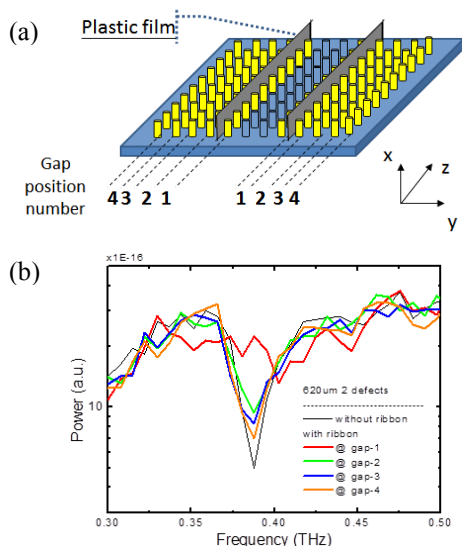 (a)
Plastic film
Gap
position
number
4 3 2 1 1 2 3 4
x
z
y
(b)
x1E-16
Power (a.u.)
10
620um 2 defects
without ribbon
with ribbon
@ gap-1
@ gap-2
@ gap-3
@ gap-4
0.30 0.35 0.40 0.45 0.50
Frequency (THz)